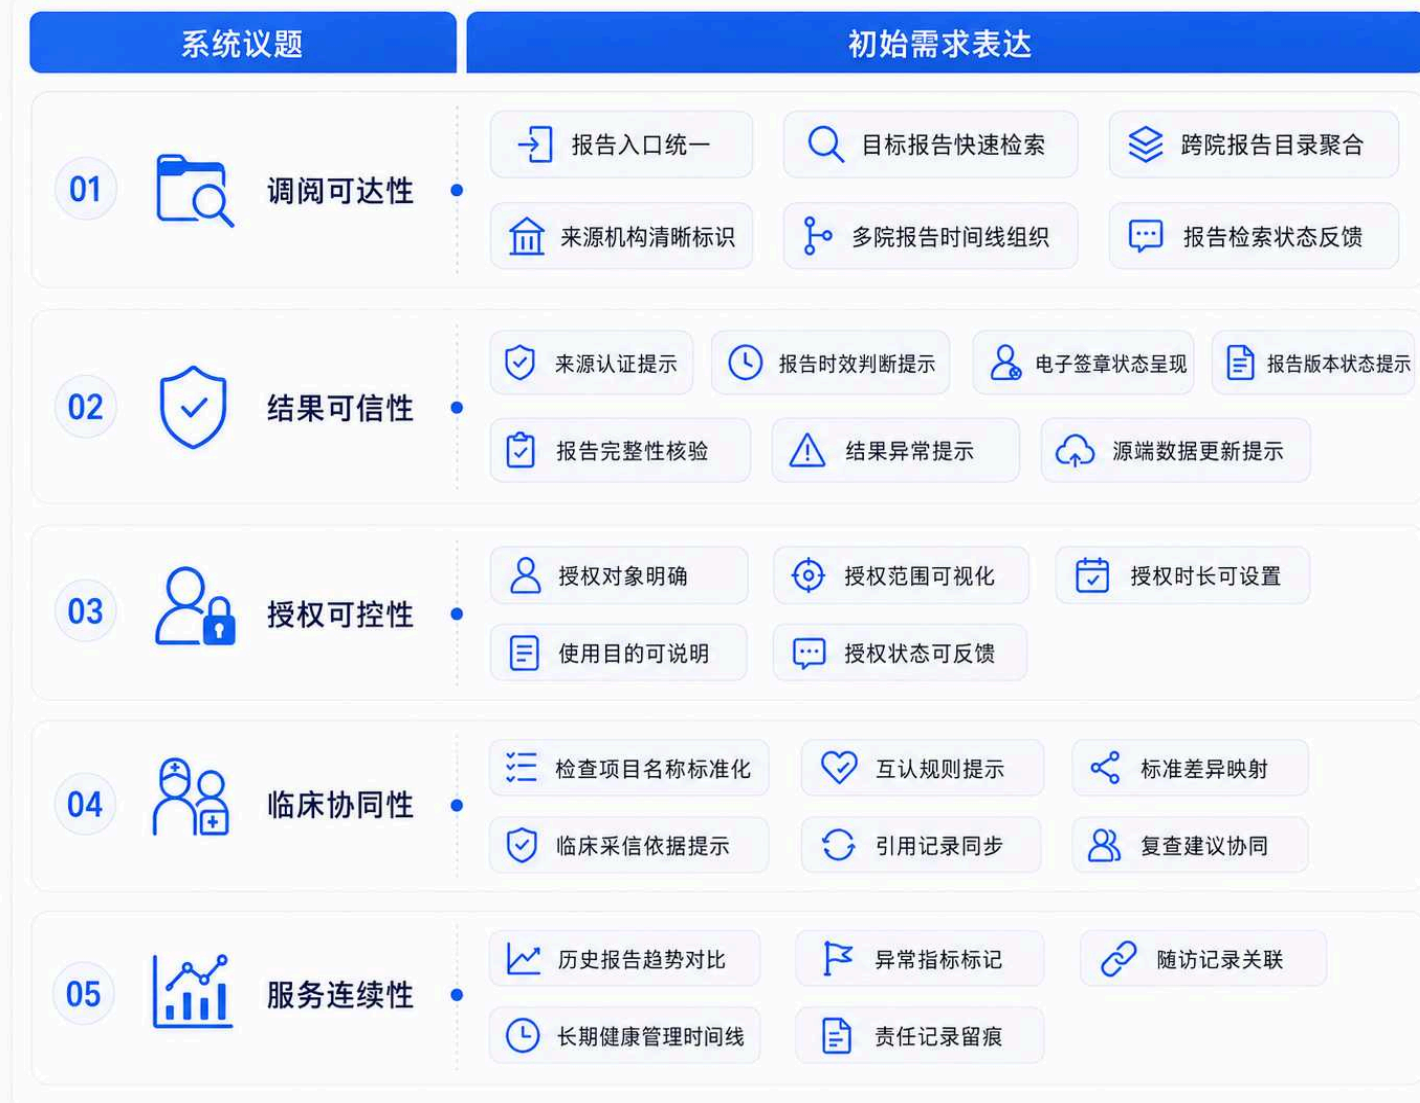 系统议题 初始需求表达
01 调阅可达性
报告入口统一 目标报告快速检索 跨院报告目录聚合
来源机构清晰标识 多院报告时间线组织 报告检索状态反馈
02 结果可信性
来源认证提示 报告时效判断提示 电子签章状态呈现 报告版本状态提示
报告完整性核验 结果异常提示 源端数据更新提示
03 授权可控性
授权对象明确 授权范围可视化 授权时长可设置
使用目的可说明 授权状态可反馈
04 临床协同性
检查项目名称标准化 互认规则提示 标准差异映射
临床采信依据提示 引用记录同步 复查建议协同
05 服务连续性
历史报告趋势对比 异常指标标记 随访记录关联
长期健康管理时间线 责任记录留痕